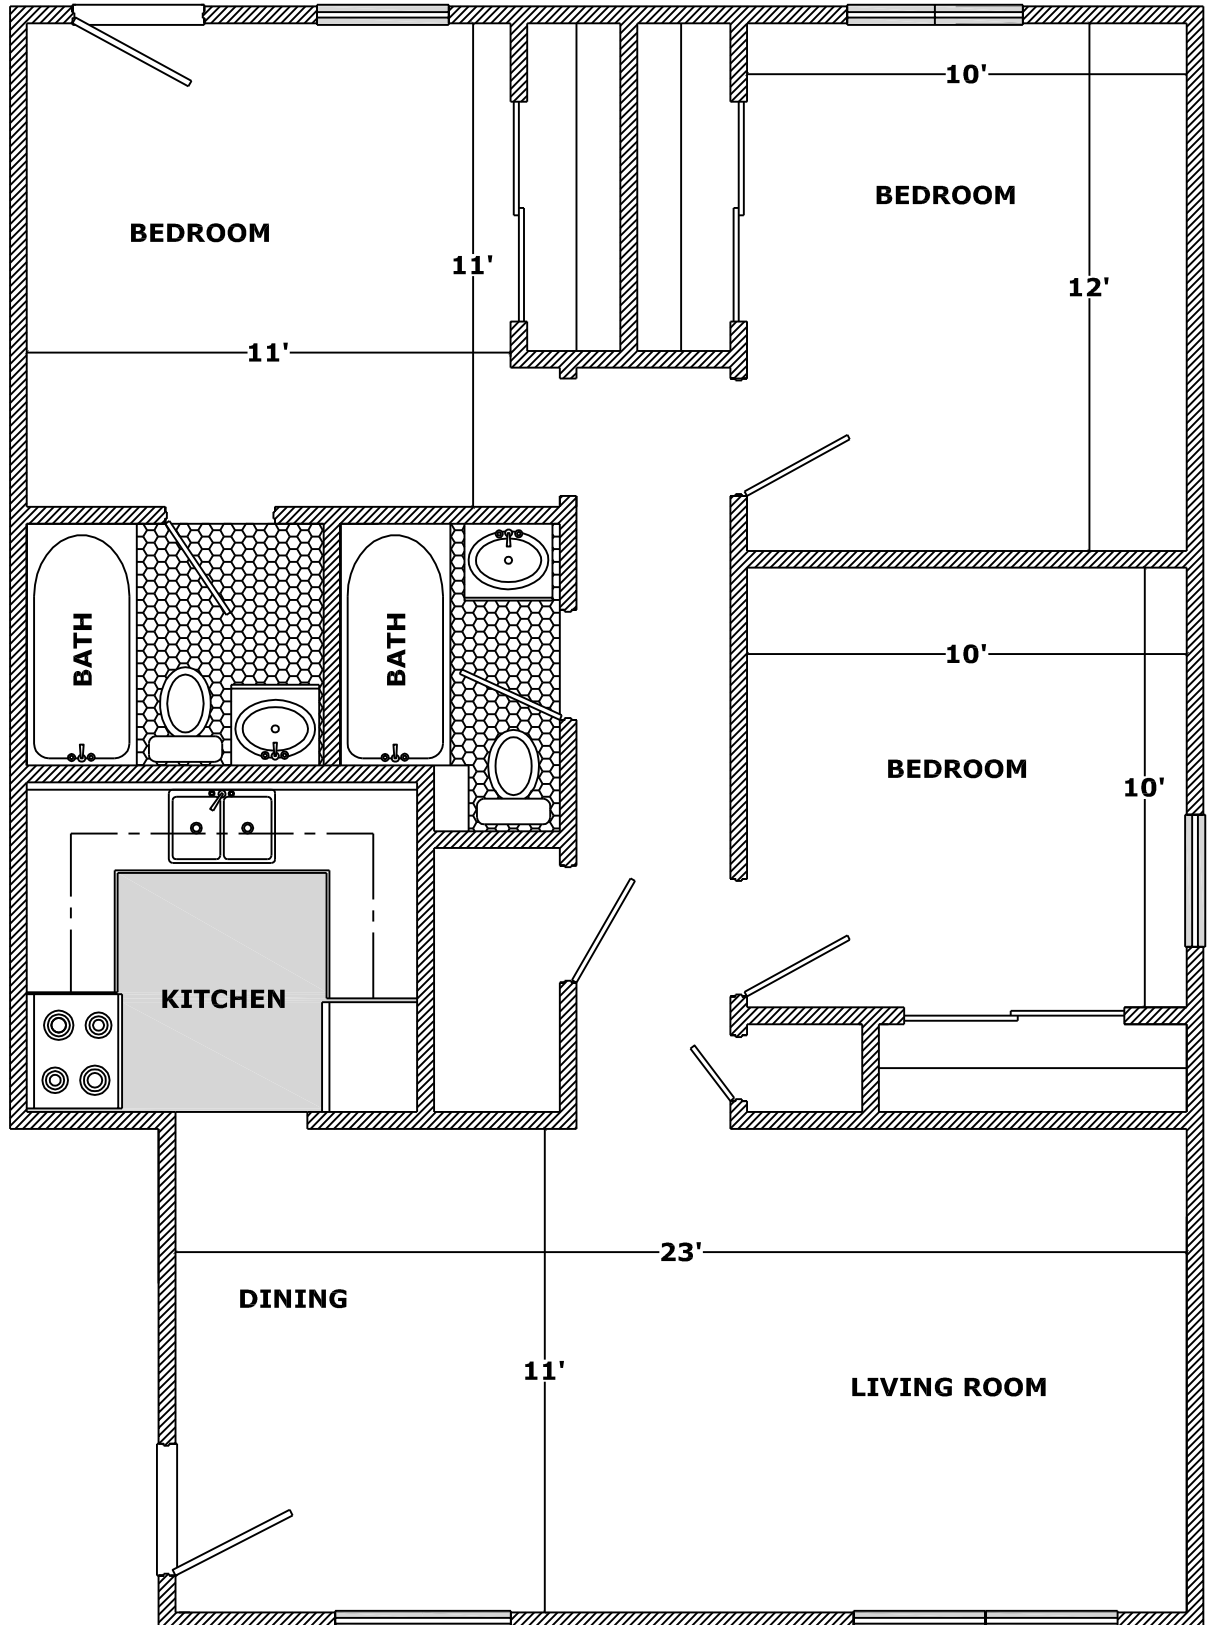 10'
BEDROOM
BEDROOM
11'
12'
11'
BATH
BATH
10'
BEDROOM
10'
KITCHEN
23'
DINING
11'
LIVING ROOM